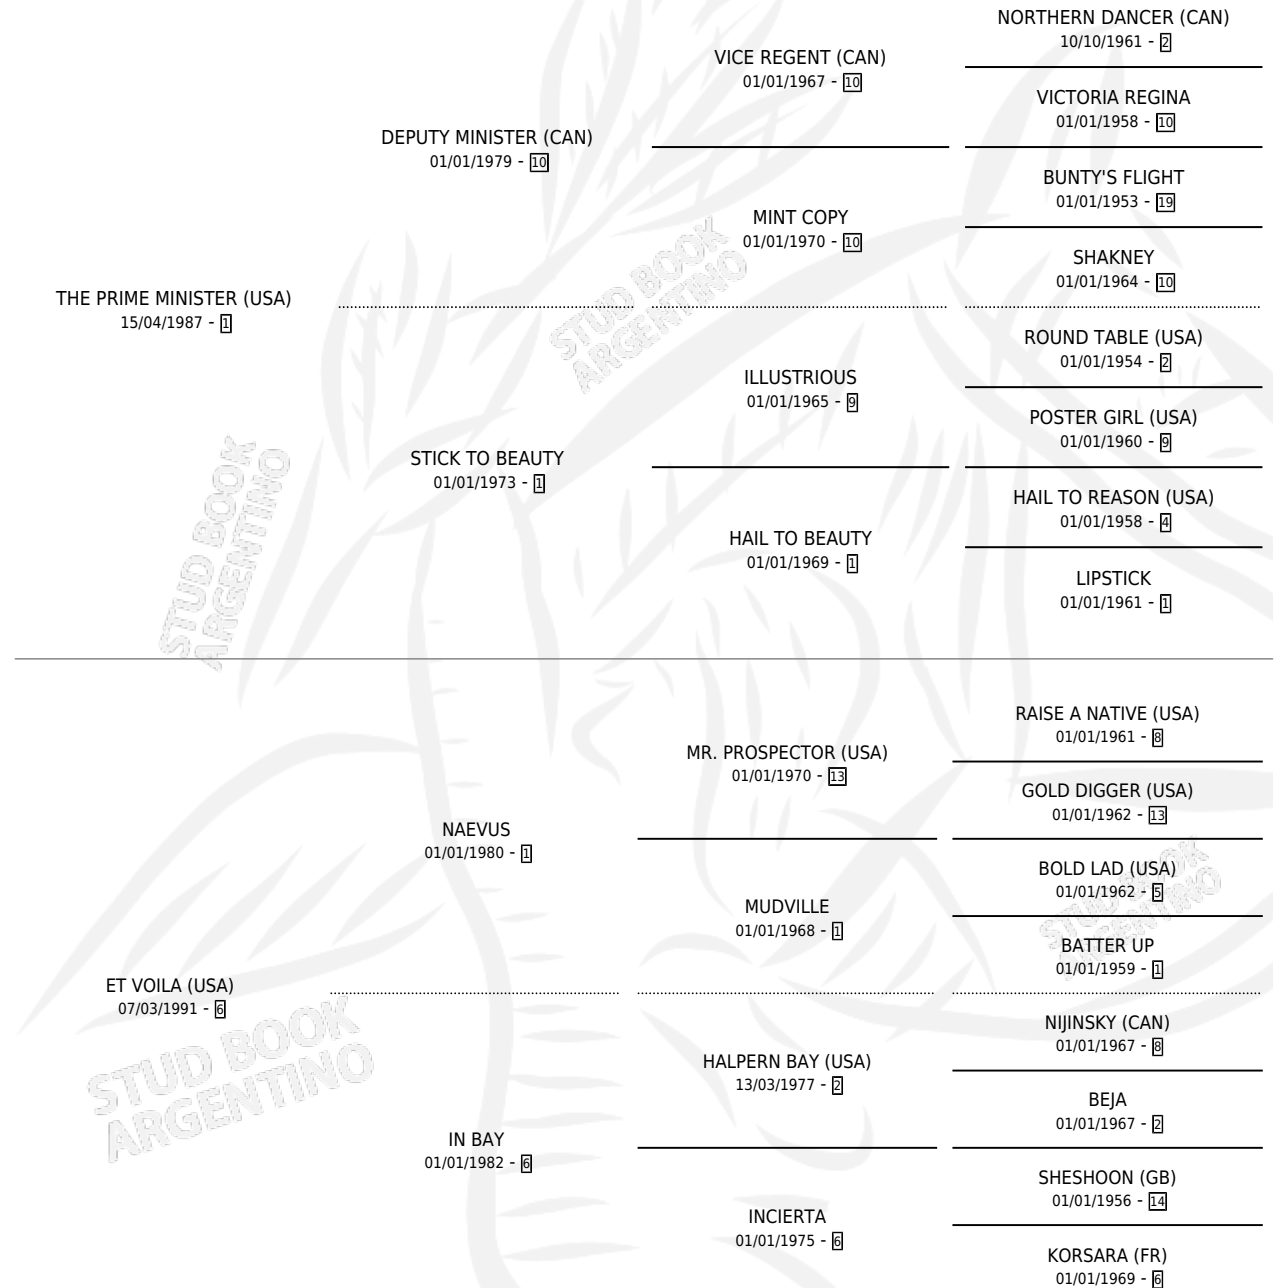 NORTHERN DANCER (CAN)
10/10/1961 - 2
VICE REGENT (CAN)
01/01/1967 - 10
VICTORIA REGINA
01/01/1958 - 10
DEPUTY MINISTER (CAN)
01/01/1979 - 10
BUNTY'S FLIGHT
01/01/1953 - 19
MINT COPY
01/01/1970 - 10
SHAKNEY
01/01/1964 - 10
THE PRIME MINISTER (USA)
15/04/1987 - 1
ROUND TABLE (USA)
01/01/1954 - 2
ILLUSTRIOUS
01/01/1965 - 9
POSTER GIRL (USA)
01/01/1960 - 9
STICK TO BEAUTY
01/01/1973 - 1
HAIL TO REASON (USA)
01/01/1958 - 4
HAIL TO BEAUTY
01/01/1969 - 1
LIPSTICK
01/01/1961 - 1
RAISE A NATIVE (USA)
01/01/1961 - 8
MR. PROSPECTOR (USA)
01/01/1970 - 13
GOLD DIGGER (USA)
01/01/1962 - 13
NAEVUS
01/01/1980 - 1
BOLD LAD (USA)
01/01/1962 - 5
MUDVILLE
01/01/1968 - 1
BATTER UP
01/01/1959 - 1
ET VOILA (USA)
07/03/1991 - 6
NIJINSKY (CAN)
01/01/1967 - 8
HALPERN BAY (USA)
13/03/1977 - 2
BEJA
01/01/1967 - 2
IN BAY
01/01/1982 - 6
SHESHOON (GB)
01/01/1956 - 14
INCIERTA
01/01/1975 - 6
KORSARA (FR)
01/01/1969 - 6
STUD BOOK
ARGENTINO
STUD BOOK
ARGENTINO
STUD BOOK
ARGENTINO
STUD BOOK
ARGENTINO